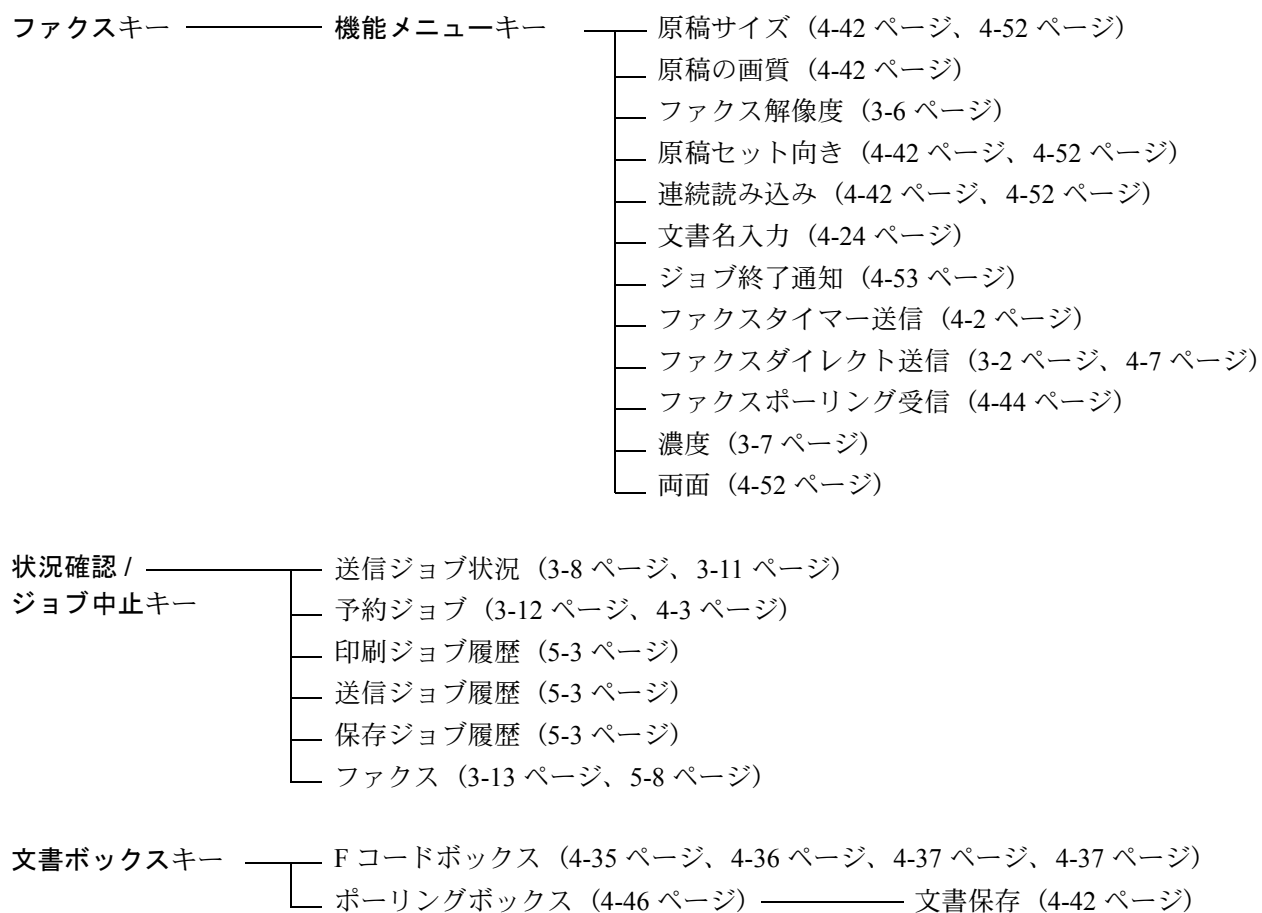 ファクスキー 機能メニューキー 原稿サイズ（4-42 ページ、4-52 ページ）
原稿の画質（4-42 ページ）
ファクス解像度（3-6 ページ）
原稿セット向き（4-42 ページ、4-52 ページ）
連続読み込み（4-42 ページ、4-52 ページ）
文書名入力（4-24 ページ）
ジョブ終了通知（4-53 ページ）
ファクスタイマー送信（4-2 ページ）
ファクスダイレクト送信（3-2 ページ、4-7 ページ）
ファクスポーリング受信（4-44 ページ）
濃度（3-7 ページ）
両面（4-52 ページ）
状況確認 /
ジョブ中止キー
送信ジョブ状況（3-8 ページ、3-11 ページ）
予約ジョブ（3-12 ページ、4-3 ページ）
印刷ジョブ履歴（5-3 ページ）
送信ジョブ履歴（5-3 ページ）
保存ジョブ履歴（5-3 ページ）
ファクス（3-13 ページ、5-8 ページ）
文書ボックスキー F コードボックス（4-35 ページ、4-36 ページ、4-37 ページ、4-37 ページ）
ポーリングボックス（4-46 ページ） 文書保存（4-42 ページ）